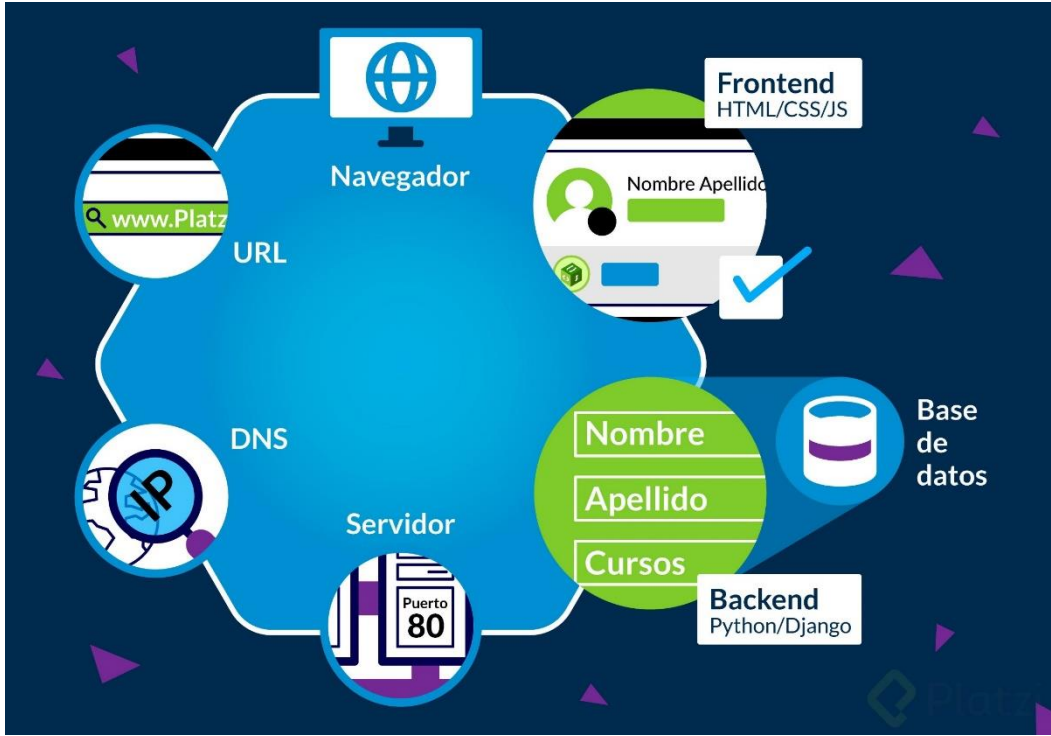 Navegador
Frontend
HTML/CSS/JS
Nombre Apellido
www.Platz
URL
DNS
IP
Servidor
Puerto
80
Nombre
Apellido
Cursos
Base
de
datos
Backend
Python/Django
Platzi